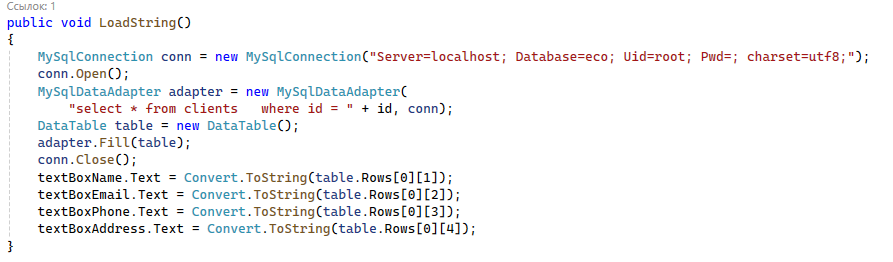 Ссылок: 1
public void LoadString()
{
MySqlConnection conn = new MySqlConnection("Server=localhost; Database=eco; Uid=root; Pwd=; charset=utf8;");
conn.Open();
MySqlDataAdapter adapter = new MySqlDataAdapter(
"select * from clients   where id = " + id, conn);
DataTable table = new DataTable();
adapter.Fill(table);
conn.Close();
textBoxName.Text = Convert.ToString(table.Rows[0][1]);
textBoxEmail.Text = Convert.ToString(table.Rows[0][2]);
textBoxPhone.Text = Convert.ToString(table.Rows[0][3]);
textBoxAddress.Text = Convert.ToString(table.Rows[0][4]);
}